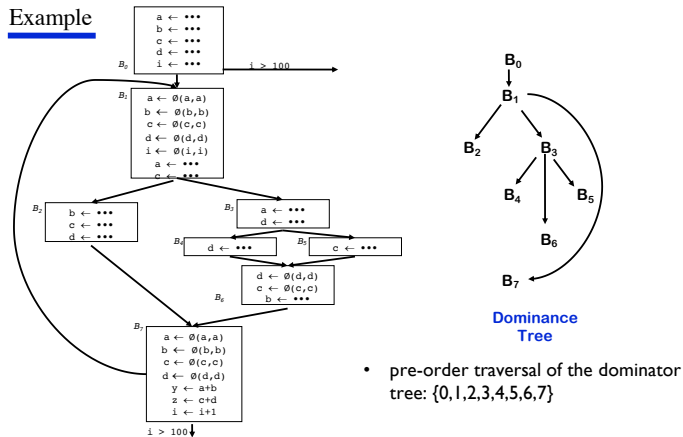 Example
a ← •••
b ← •••
c ← •••
d ← •••
i ← •••
B0
i > 100
B1
a ← Ø(a,a)
b ← Ø(b,b)
c ← Ø(c,c)
d ← Ø(d,d)
i ← Ø(i,i)
a ← •••
c ← •••
B2
b ← •••
c ← •••
d ← •••
B3
a ← •••
d ← •••
B4
d ← •••
B5
c ← •••
d ← Ø(d,d)
c ← Ø(c,c)
b ← •••
B6
B7
a ← Ø(a,a)
b ← Ø(b,b)
c ← Ø(c,c)
d ← Ø(d,d)
y ← a+b
z ← c+d
i ← i+1
i > 100
B0
B1
B2
B3
B4
B5
B6
B7
Dominance
Tree
• pre-order traversal of the dominator
tree: {0,1,2,3,4,5,6,7}